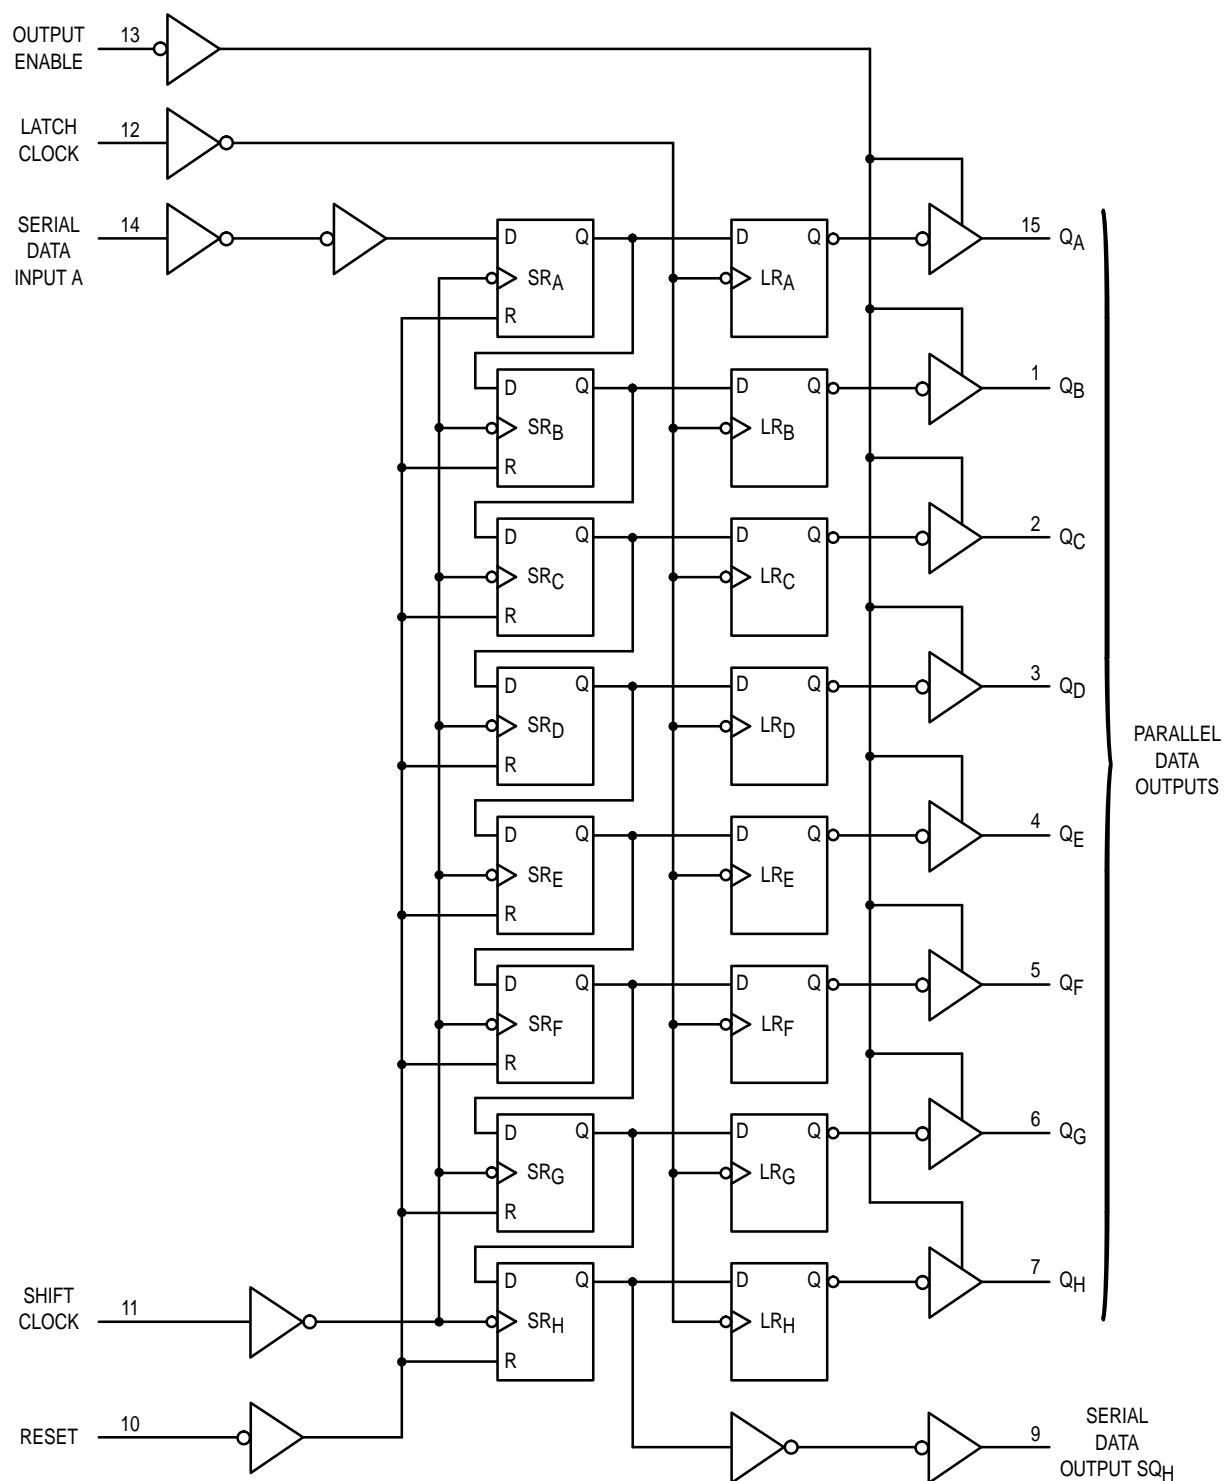 OUTPUT
ENABLE
13
LATCH
CLOCK
12
SERIAL
DATA
INPUT A
14
D Q
SRA
R
D Q
LRA
15 QA
D Q
SRB
R
D Q
LRB
1 QB
D Q
SRC
R
D Q
LRC
2 QC
D Q
SRD
R
D Q
LRD
3 QD
PARALLEL
DATA
OUTPUTS
D Q
SRE
R
D Q
LRE
4 QE
D Q
SRF
R
D Q
LRF
5 QF
D Q
SRG
R
D Q
LRG
6 QG
SHIFT
CLOCK
11
D Q
SRH
R
D Q
LRH
7 QH
RESET
10
9
SERIAL
DATA
OUTPUT SQH